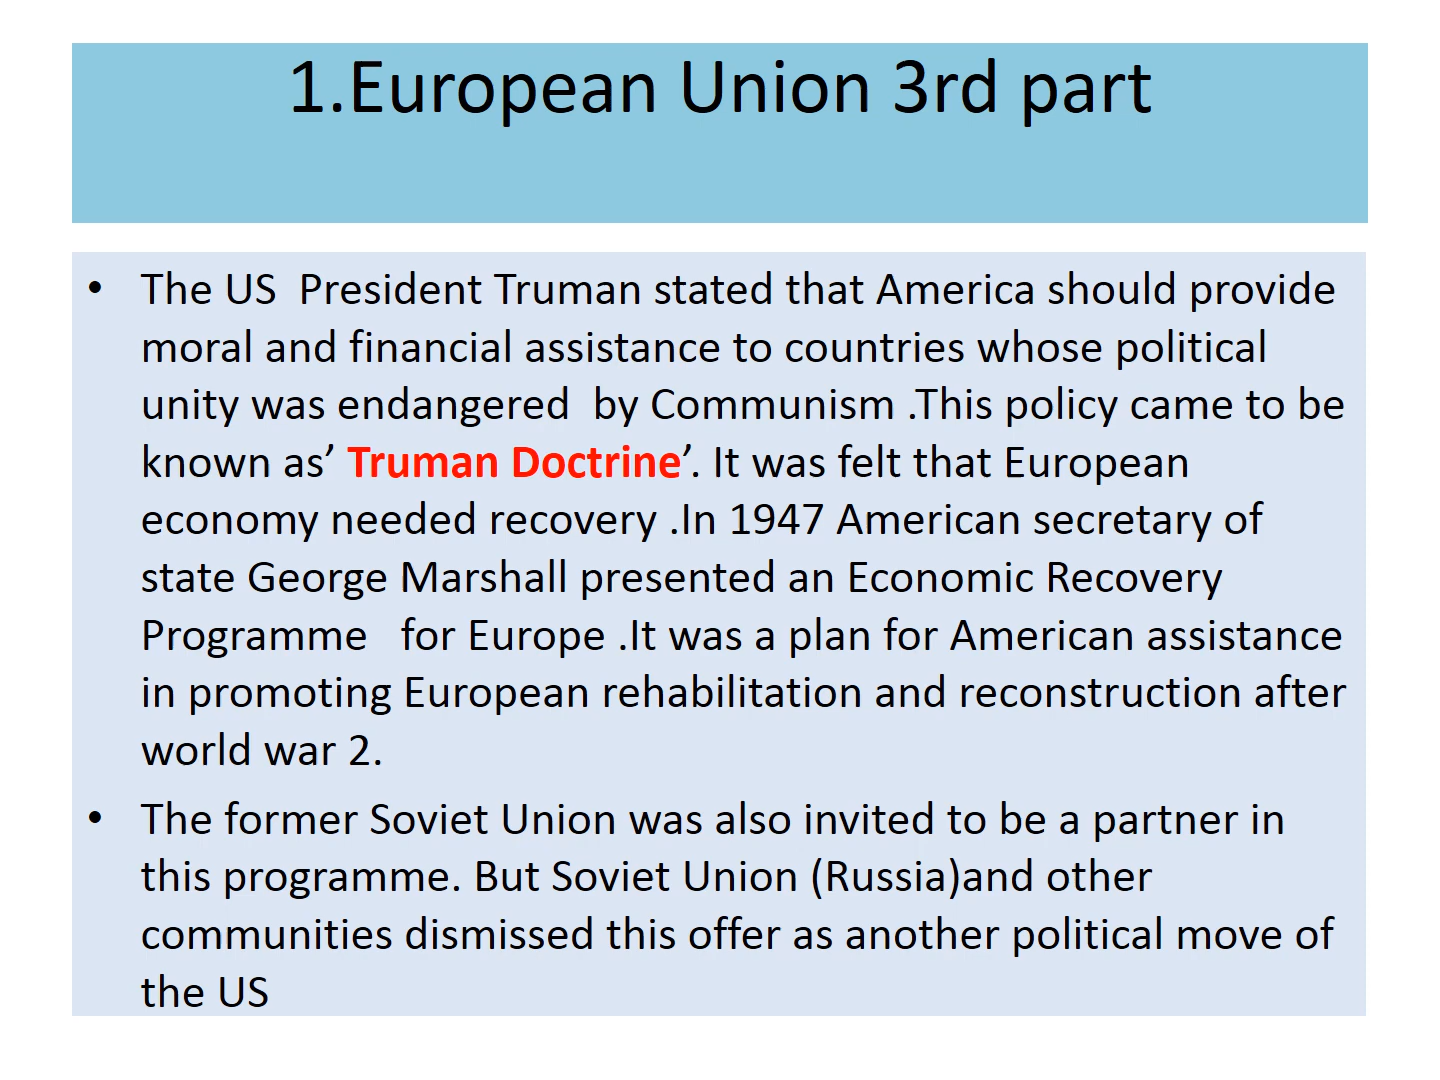 1.European Union 3rd part
• The US  President Truman stated that America should provide
moral and financial assistance to countries whose political
unity was endangered  by Communism .This policy came to be
known as’ Truman Doctrine’. It was felt that European
economy needed recovery .In 1947 American secretary of
state George Marshall presented an Economic Recovery
Programme   for Europe .It was a plan for American assistance
in promoting European rehabilitation and reconstruction after
world war 2.
• The former Soviet Union was also invited to be a partner in
this programme. But Soviet Union (Russia)and other
communities dismissed this offer as another political move of
the US